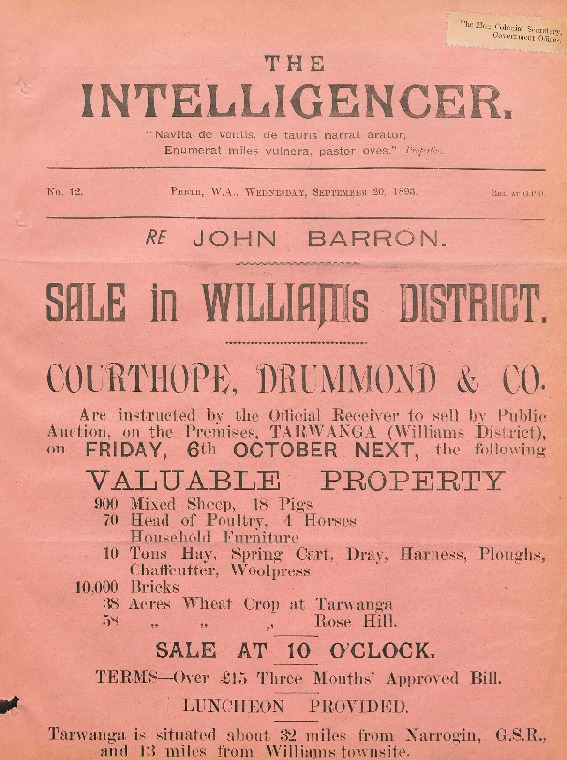 The Hon Colonial Secretary,
Government Offices.
THE
INTELLIGENCER.
"Navita de ventis, de tauris narrat arator,
Enumerat miles vulnera, pastor oves." Propertius.
No. 12. PERTH, W.A., WEDNESDAY, SEPTEMBER 20, 1893. REG. AT G.P.O.
RE JOHN BARRON.
SALE in WILLIAMS DISTRICT.
COURTHOPE, DRUMMOND & CO.
Are instructed by the Official Receiver to sell by Public
Auction, on the Premises, TARWANGA (Williams District),
on FRIDAY, 6th OCTOBER NEXT, the following
VALUABLE PROPERTY
900 Mixed Sheep, 18 Pigs
70 Head of Poultry, 4 Horses
Household Furniture
10 Tons Hay, Spring Cart, Dray, Harness, Ploughs,
Chaffcutter, Woolpress
10,000 Bricks
38 Acres Wheat Crop at Tarwanga
58 „ „ „ Rose Hill.
SALE AT 10 O'CLOCK.
TERMS—Over £15 Three Months' Approved Bill.
LUNCHEON PROVIDED.
Tarwanga is situated about 32 miles from Narrogin, G.S.R.,
and 13 miles from Williams townsite.